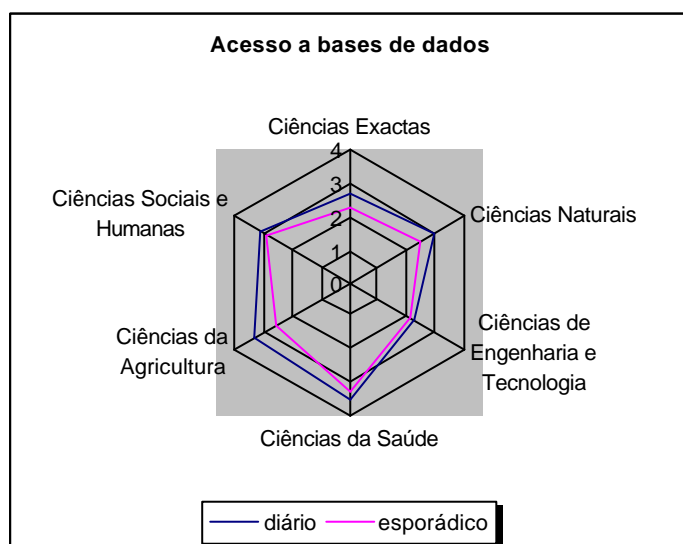 Acesso a bases de dados
Ciências Exactas
4
3
2
1
0
Ciências Sociais e
Humanas
Ciências Naturais
Ciências da
Agricultura
Ciências de
Engenharia e
Tecnologia
Ciências da Saúde
diário
esporádico